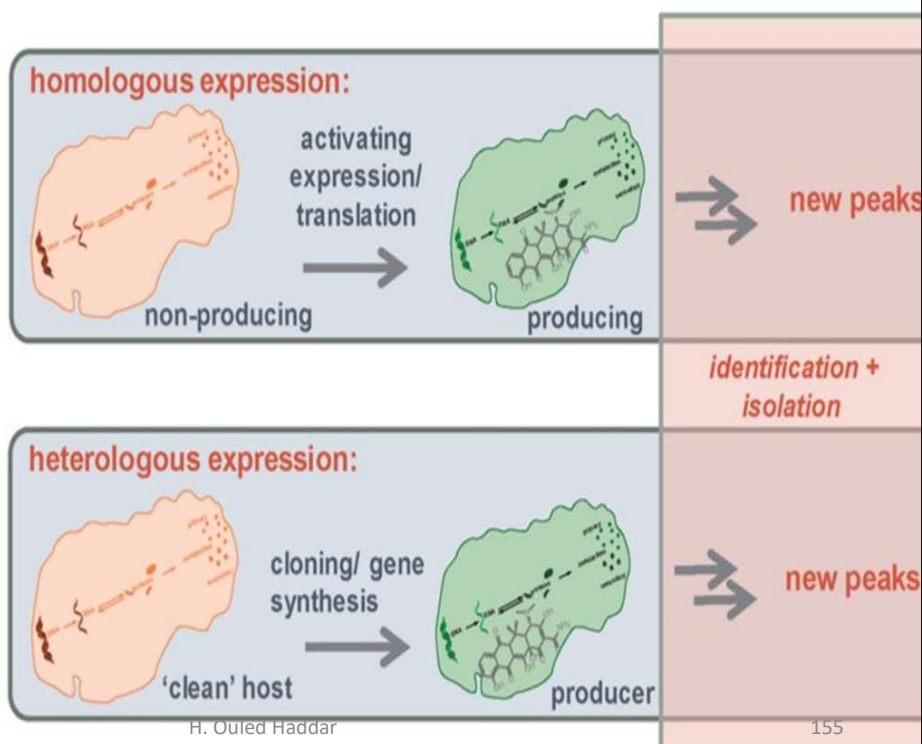 homologous expression:
activating
expression/
translation
non-producing
producing
new peaks
identification +
isolation
heterologous expression:
cloning/ gene
synthesis
'clean' host
producer
new peaks
H. Ouled Haddar
155